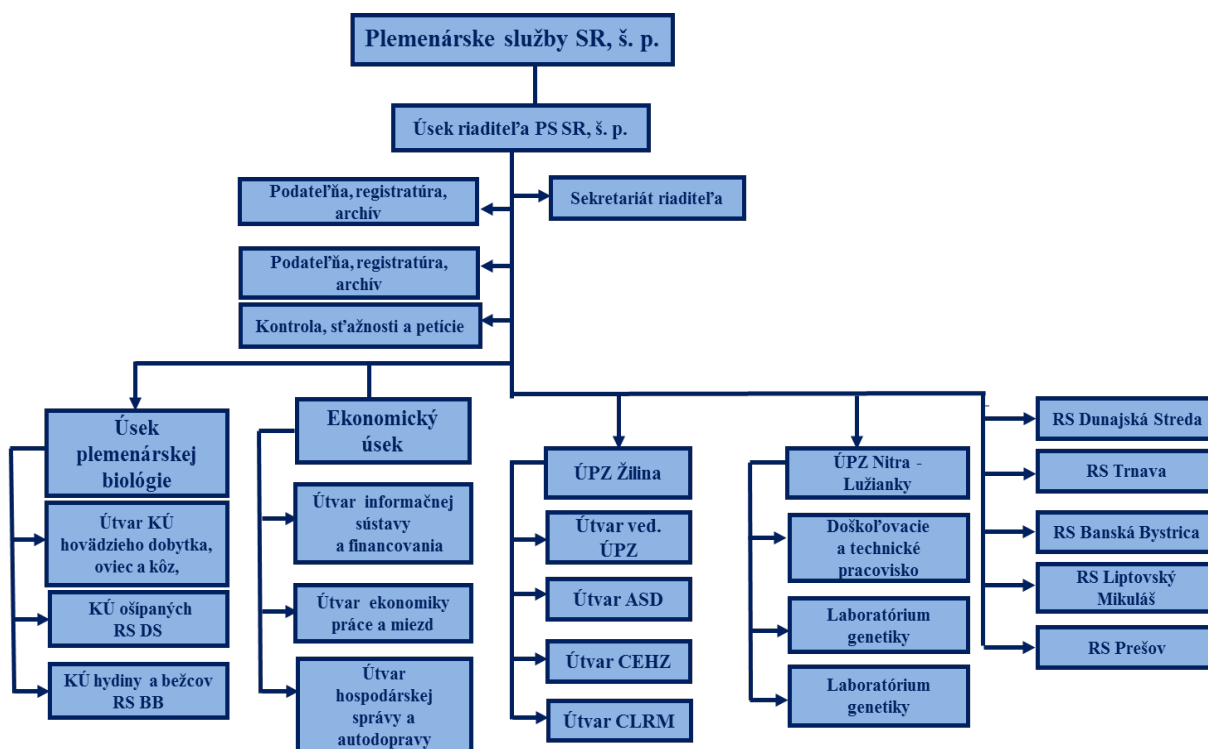 Plemenárske služby SR, š. p.
Úsek riaditeľa PS SR, š. p.
Podateľňa, registratúra,
archív
Sekretariát riaditeľa
Podateľňa, registratúra,
archív
Kontrola, sťažnosti a petície
Úsek
plemenárskej
biológie
Útvar KÚ
hovädzieho dobytka,
oviec a kôz,
KÚ ošípaných
RS DS
KÚ hydiny a bežcov
RS BB
Ekonomický
úsek
Útvar informačnej
sústavy
a financovania
Útvar ekonomiky
práce a miezd
Útvar
hospodárskej
správy a
autodopravy
ÚPZ Žilina
Útvar ved.
ÚPZ
Útvar ASD
Útvar CEHZ
Útvar CLRM
ÚPZ Nitra -
Lužianky
Doškoľovacie
a technické
pracovisko
Laboratórium
genetiky
Laboratórium
genetiky
RS Dunajská Streda
RS Trnava
RS Banská Bystrica
RS Liptovský
Mikuláš
RS Prešov